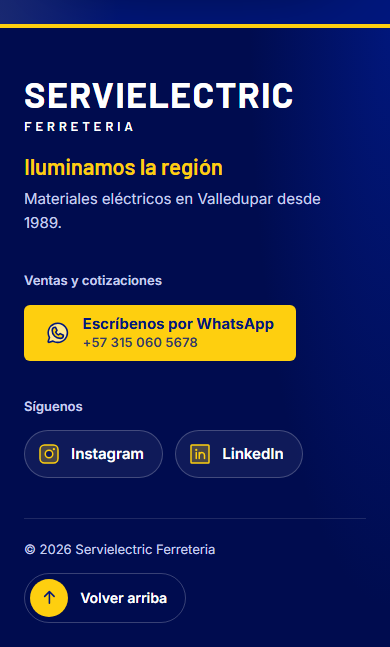 SERVIELECTRIC
FERRETERIA
Iluminamos la región
Materiales eléctricos en Valledupar desde
1989.
Ventas y cotizaciones
Escríbenos por WhatsApp
+57 315 060 5678
Síguenos
Instagram
LinkedIn
© 2026 Servielectric Ferreteria
Volver arriba